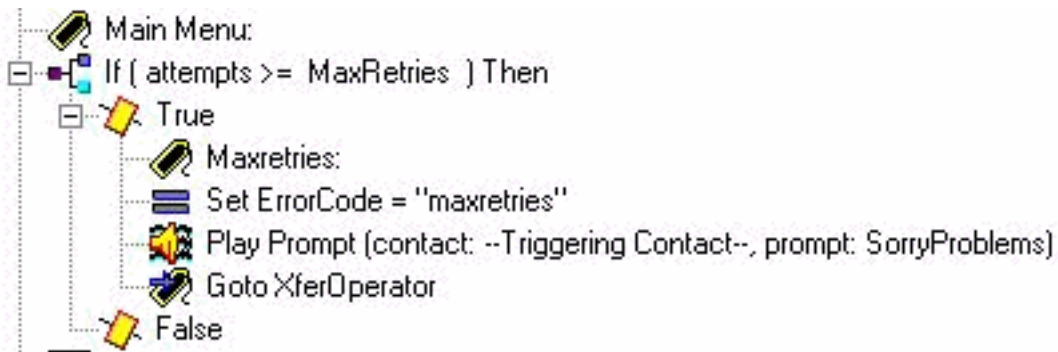 Main Menu:
If ( attempts >= MaxRetries ) Then
True
Maxretries:
Set ErrorCode = "maxretries"
Play Prompt (contact: --Triggering Contact--, prompt: SorryProblems)
Goto XferOperator
False